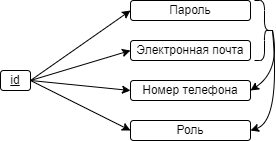 Пароль
Электронная почта
id
Номер телефона
Роль